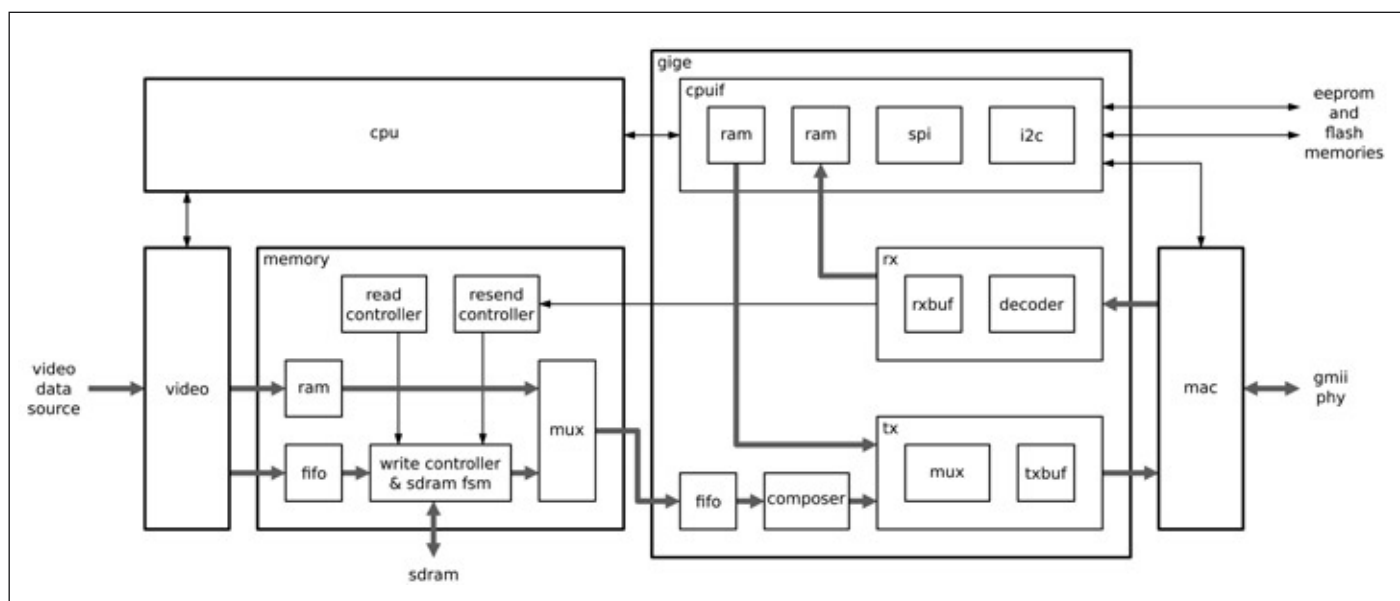 gige
cpuif
cpu
ram
ram
spi
i2c
eeprom
and
flash
memories
memory
read
controller
resend
controller
rx
rxbuf
decoder
video
data
source
video
ram
mux
mac
gmii
phy
fifo
write controller
& sdram fsm
fifo
composer
tx
mux
txbuf
sdram